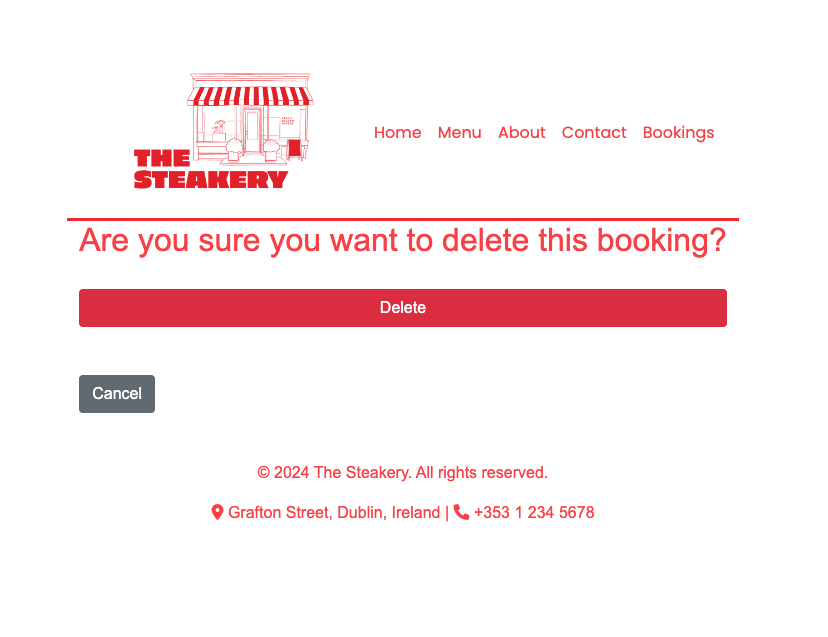 THE
STEAKERY
Home Menu About Contact Bookings
Are you sure you want to delete this booking?
Delete
Cancel
© 2024 The Steakery. All rights reserved.
Grafton Street, Dublin, Ireland | +353 1 234 5678